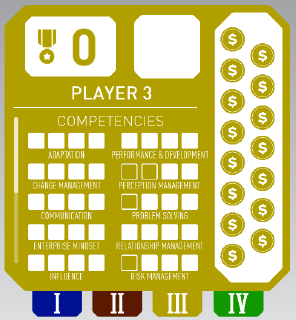 0
PLAYER 3
COMPETENCIES
ADAPTATION
PERFORMANCE & DEVELOPMENT
CHANGE MANAGEMENT
PERCEPTION MANAGEMENT
COMMUNICATION
PROBLEM SOLVING
ENTERPRISE MINDSET
RELATIONSHIP MANAGEMENT
INFLUENCE
RISK MANAGEMENT
$
$
$
$
$
$
$
$
$
$
$
$
$
I
II
III
IV